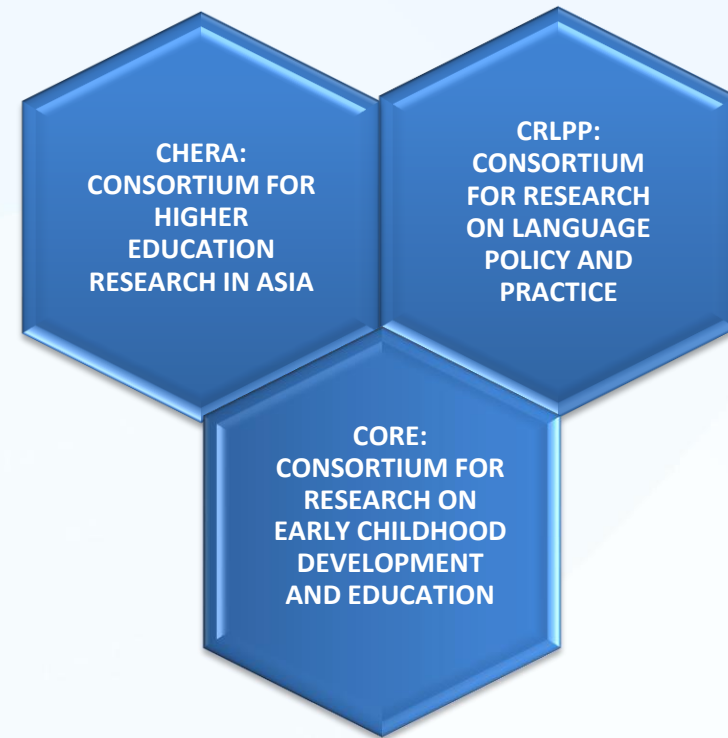 CHERA:
CONSORTIUM FOR
HIGHER
EDUCATION
RESEARCH IN ASIA
CRLPP:
CONSORTIUM
FOR RESEARCH
ON LANGUAGE
POLICY AND
PRACTICE
CORE:
CONSORTIUM FOR
RESEARCH ON
EARLY CHILDHOOD
DEVELOPMENT
AND EDUCATION